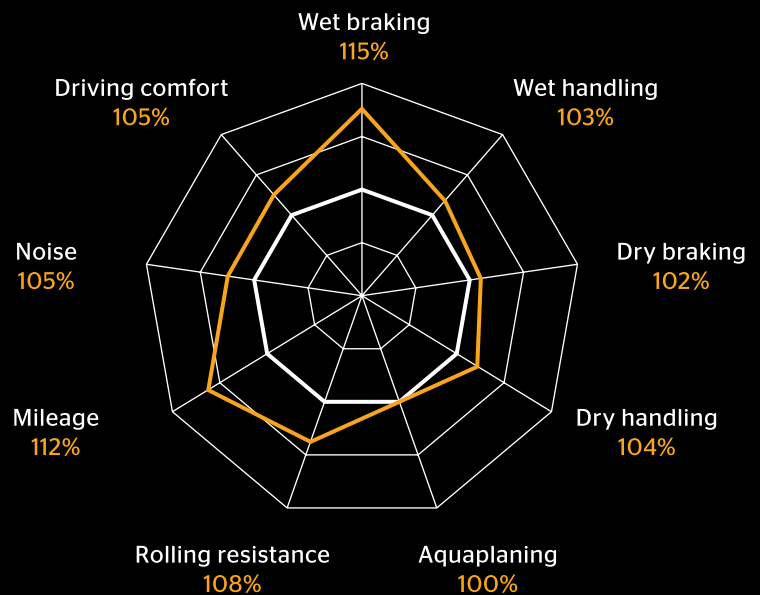 Wet braking
115%
Wet handling
103%
Dry braking
102%
Dry handling
104%
Aquaplaning
100%
Rolling resistance
108%
Mileage
112%
Noise
105%
Driving comfort
105%